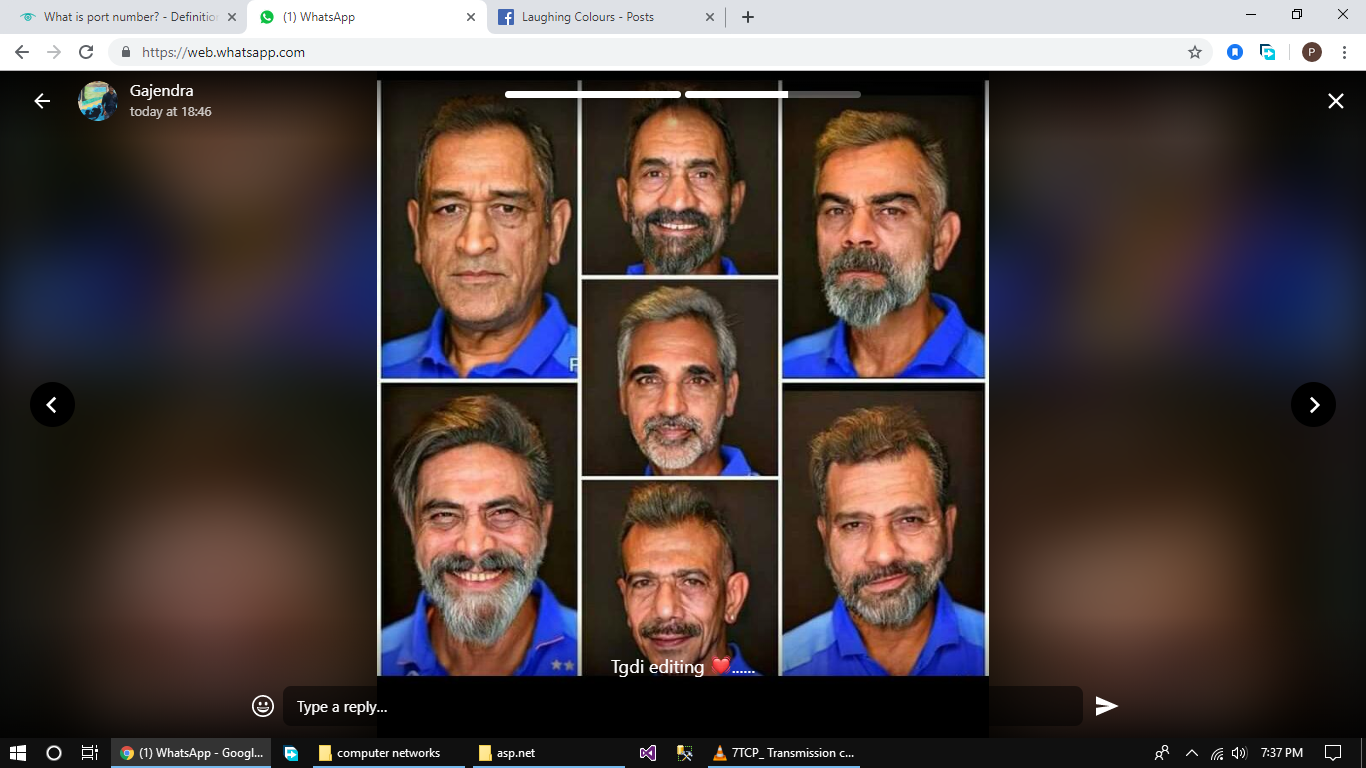 What is port number? - Definition
(1) WhatsApp
Laughing Colours - Posts
https://web.whatsapp.com
P
Gajendra
today at 18:46
F
Tgdi editing ❤......
Type a reply...
(1) WhatsApp - Googl...
computer networks
asp.net
7TCP_ Transmission c...
7:37 PM